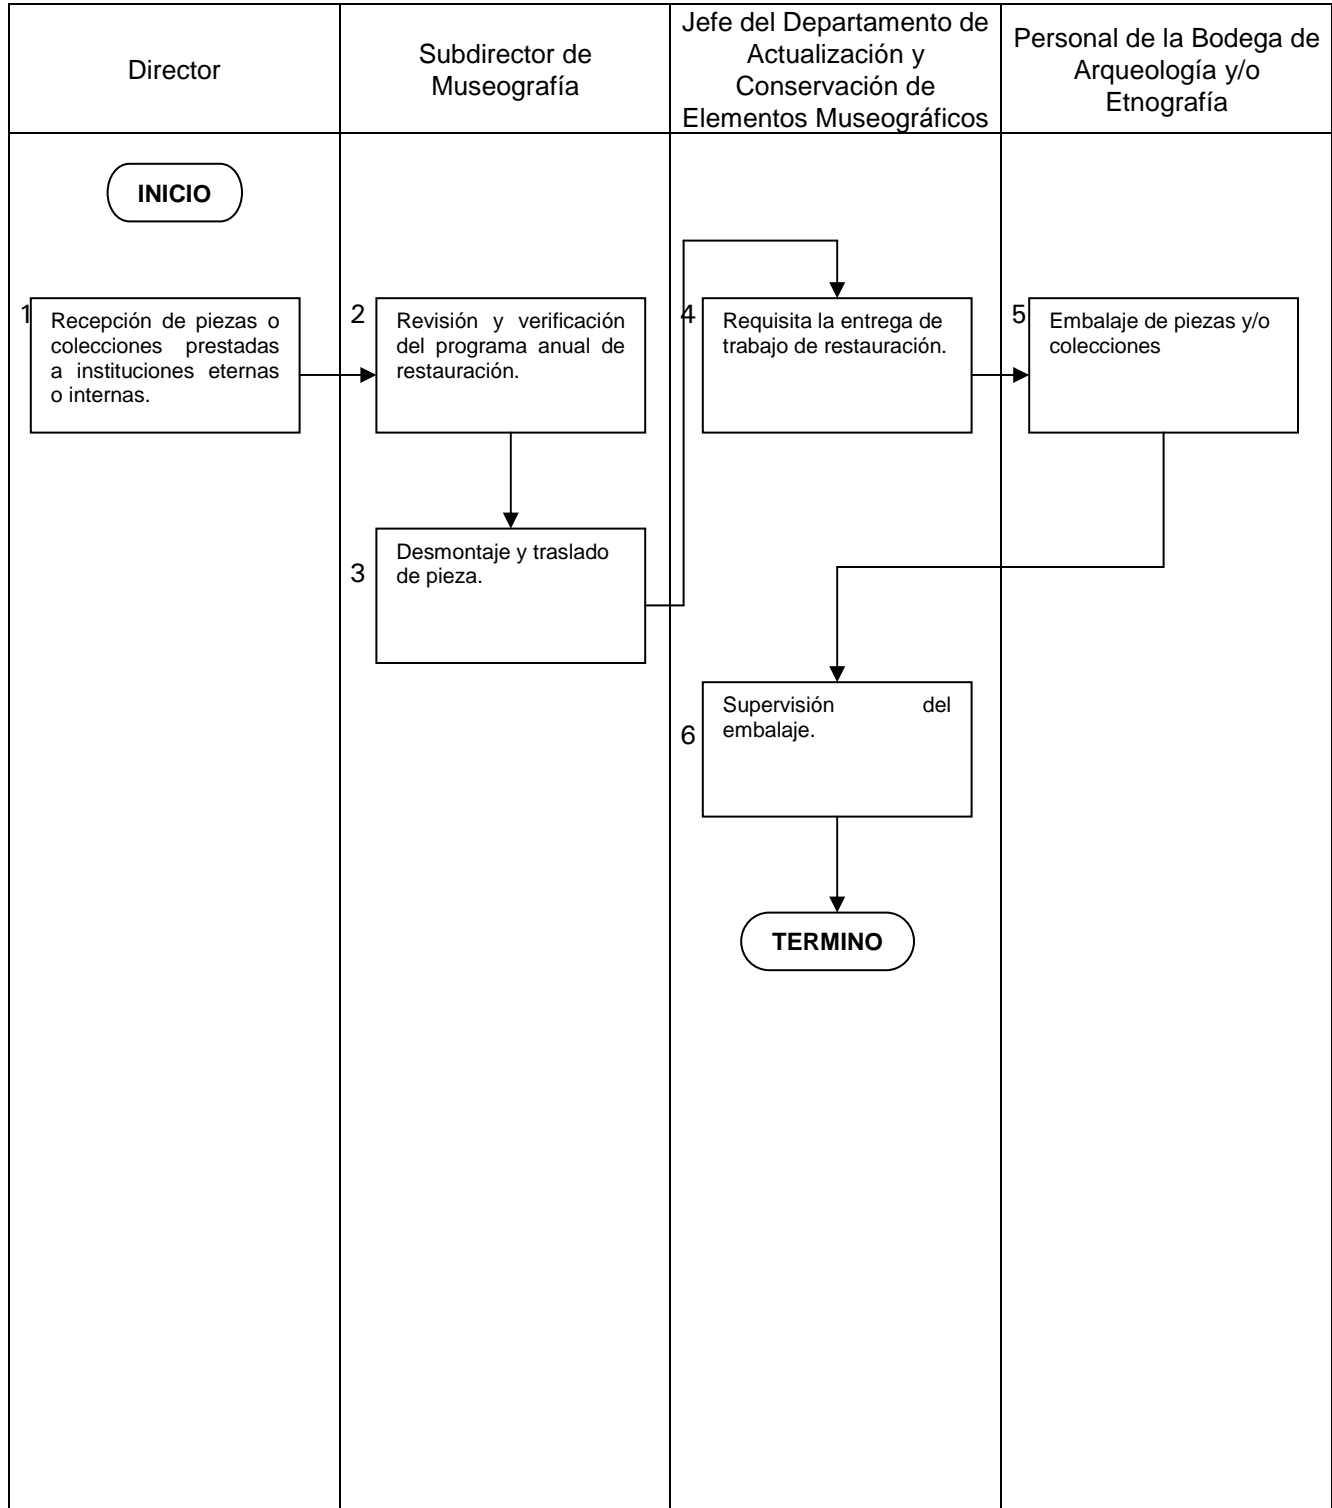 Director
Subdirector de
Museografía
Jefe del Departamento de
Actualización y
Conservación de
Elementos Museográficos
Personal de la Bodega de
Arqueología y/o
Etnografía
INICIO
1
Recepción de piezas o
colecciones prestadas
a instituciones eternas
o internas.
2
Revisión y verificación
del programa anual de
restauración.
3
Desmontaje y traslado
de pieza.
4
Requisita la entrega de
trabajo de restauración.
5
Embalaje de piezas y/o
colecciones
6
Supervisión del
embalaje.
TERMINO